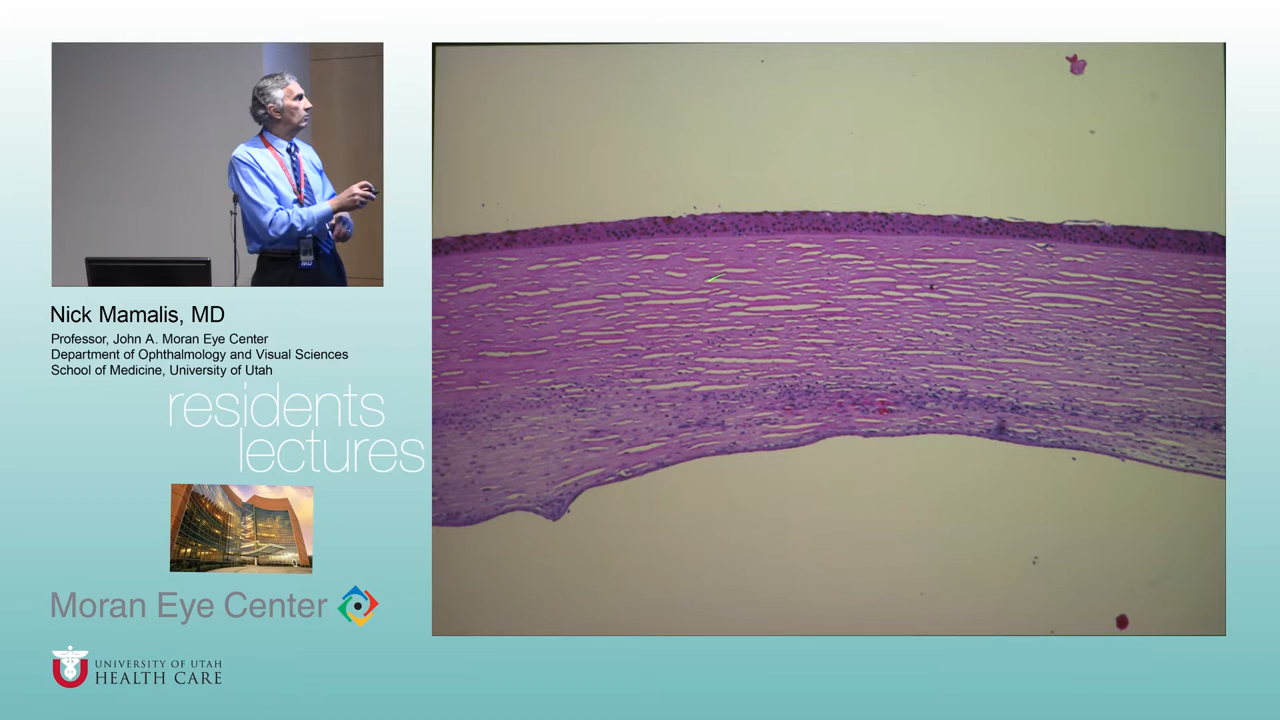 Nick Mamalis, MD
Professor, John A. Moran Eye Center
Department of Ophthalmology and Visual Sciences
School of Medicine, University of Utah
residents
lectures
Moran Eye Center
UNIVERSITY OF UTAH
HEALTH CARE